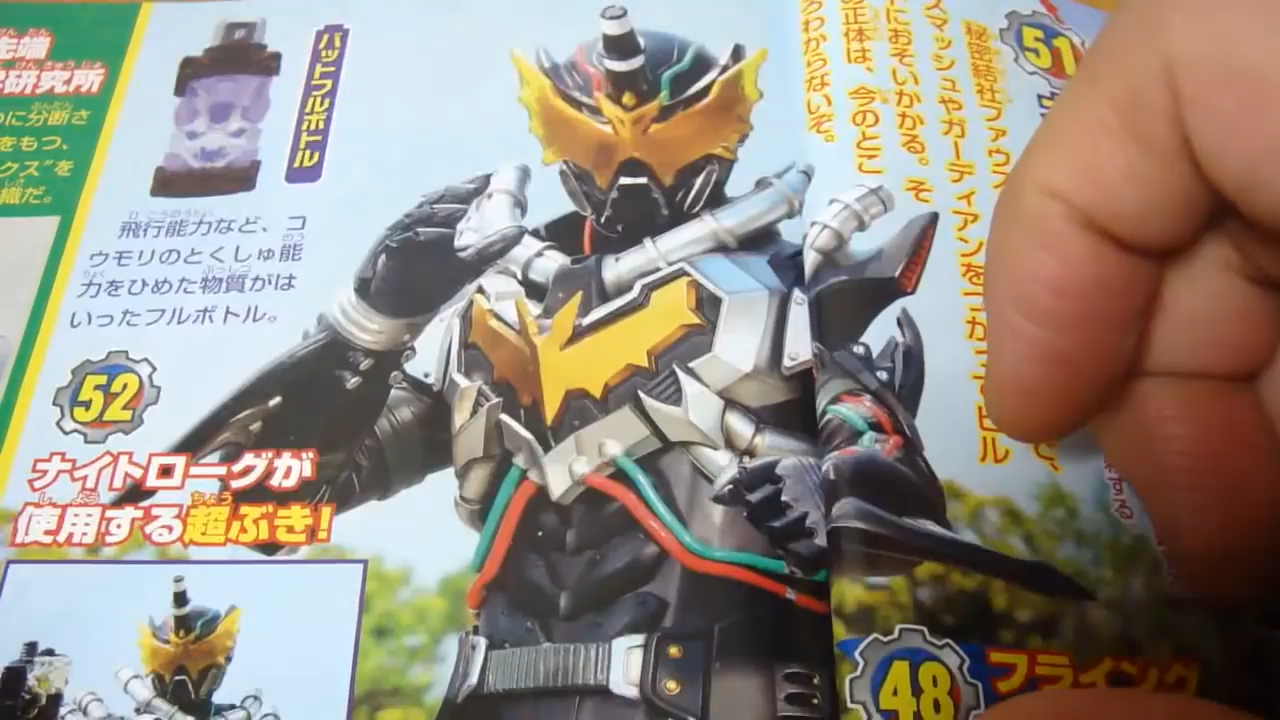 先端
研究所
に分断さ
をもつ、
クス”を
織だ。
バットフルボトル
飛行能力など、コ
ウモリのとくしゅ能
力をひめた物質がは
いったフルボトル。
52
ナイトローグが
使用する超ぶき!
51
秘密結社ファウス
スマッシュやガーディアンを
におそいかかる。そ
の正体は、今のとこ
ろわからないぞ。
48
フライング